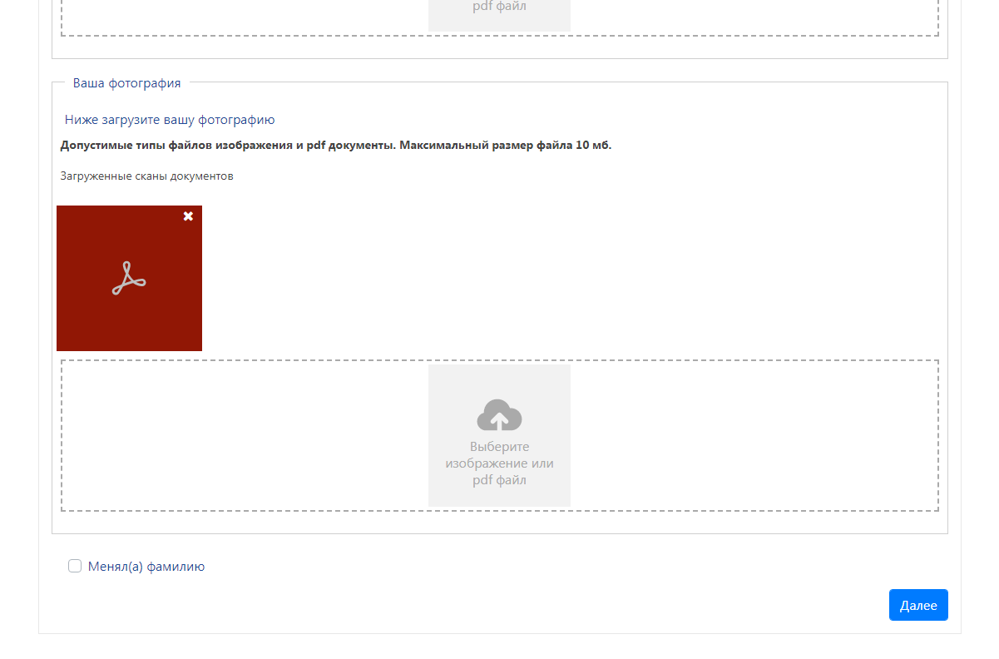 pdf файл
Ваша фотография
Ниже загрузите вашу фотографию
Допустимые типы файлов изображения и pdf документы. Максимальный размер файла 10 мб.
Загруженные сканы документов
Выберите
изображение или
pdf файл
Менял(а) фамилию
Далее